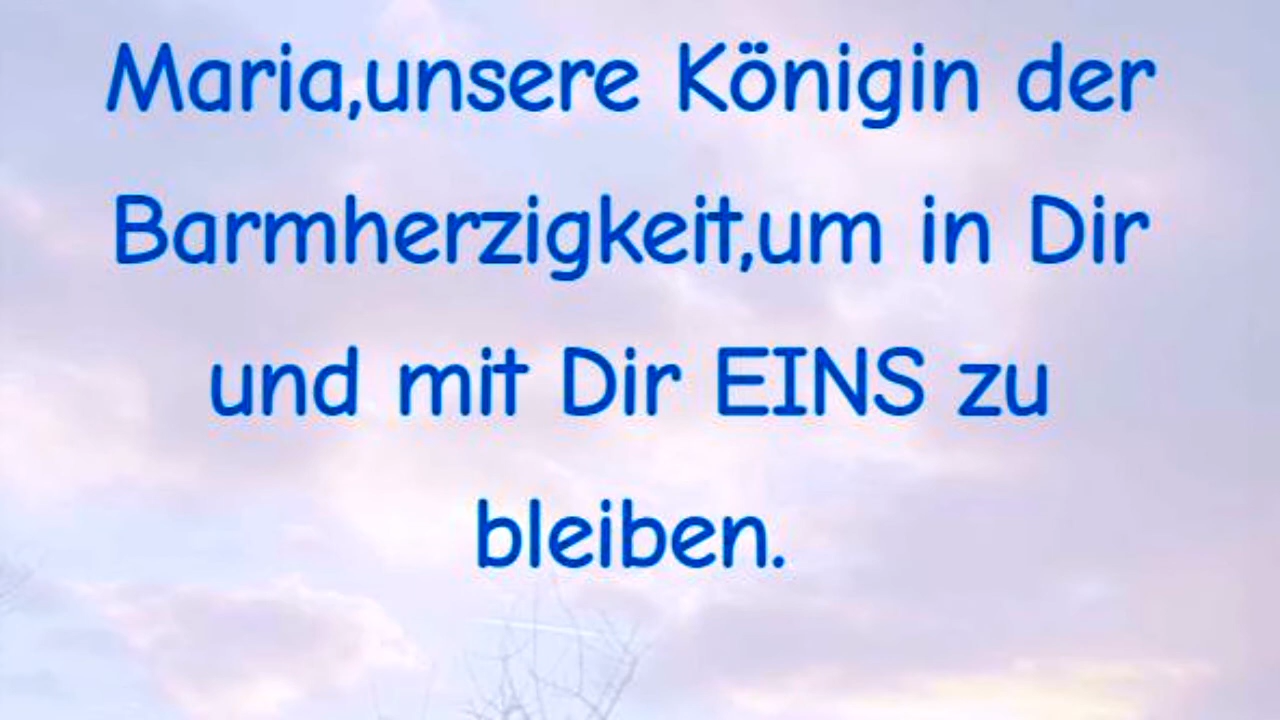 Maria,unsere Königin der
Barmherzigkeit,um in Dir
und mit Dir EINS zu
bleiben.